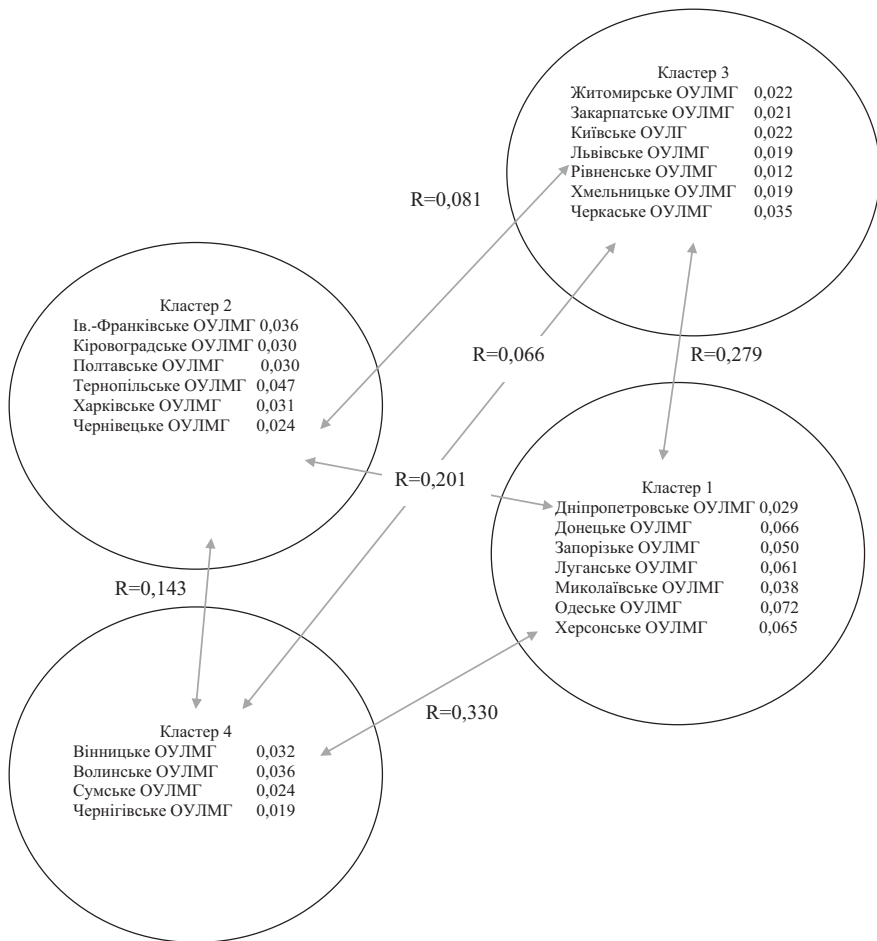 Кластер 3
Житомирське ОУЛМГ 0,022
Закарпатське ОУЛМГ 0,021
Київське ОУЛГ 0,022
Львівське ОУЛМГ 0,019
Рівненське ОУЛМГ 0,012
Хмельницьке ОУЛМГ 0,019
Черкаське ОУЛМГ 0,035
R=0,081
Кластер 2
Ів.-Франківське ОУЛМГ 0,036
Кіровоградське ОУЛМГ 0,030
Полтавське ОУЛМГ 0,030
Тернопільське ОУЛМГ 0,047
Харківське ОУЛМГ 0,031
Чернівецьке ОУЛМГ 0,024
R=0,066
R=0,279
R=0,201
Кластер 1
Дніпропетровське ОУЛМГ 0,029
Донецьке ОУЛМГ 0,066
Запорізьке ОУЛМГ 0,050
Луганське ОУЛМГ 0,061
Миколаївське ОУЛМГ 0,038
Одеське ОУЛМГ 0,072
Херсонське ОУЛМГ 0,065
R=0,143
R=0,330
Кластер 4
Вінницьке ОУЛМГ 0,032
Волинське ОУЛМГ 0,036
Сумське ОУЛМГ 0,024
Чернігівське ОУЛМГ 0,019